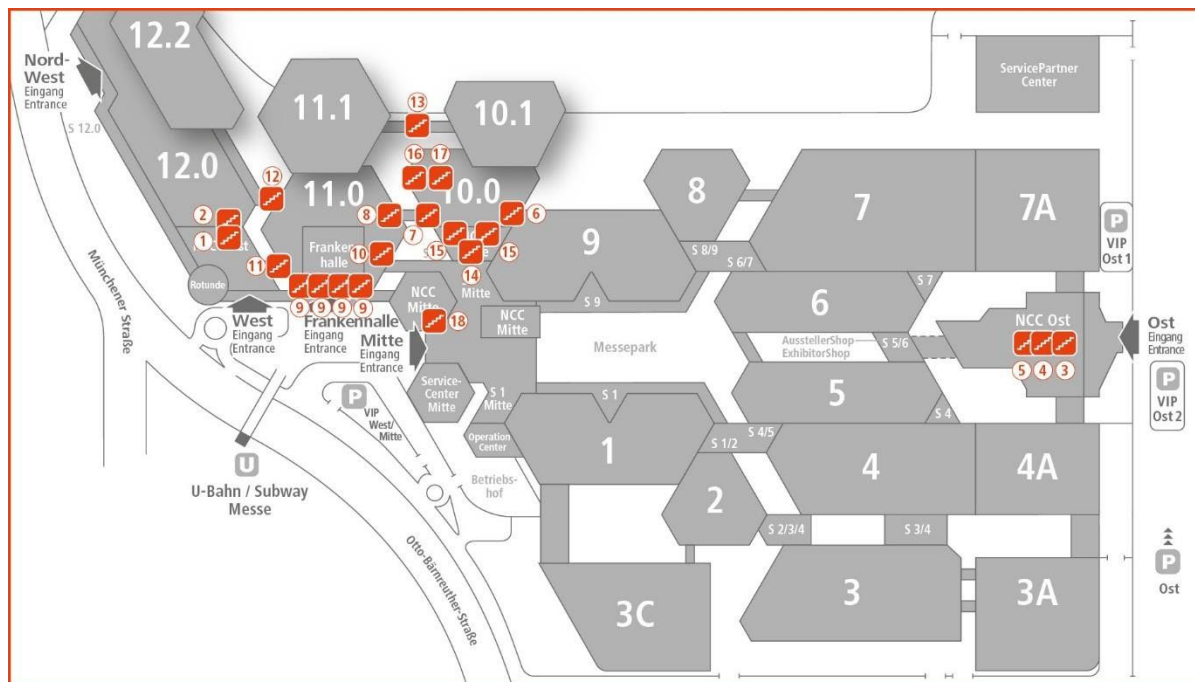 12.2
Nord-
West
Eingang
Entrance
S 12.0
11.1
13
10.1
ServicePartner
Center
12.0
12
11.0
16
17
10.0
8
7
7A
P
VIP
Ost 1
2
1
8
7
6
15
15
14
9
S 8/9
S 6/7
11
Franken
halle
10
Mitte
Rotunde
9
9
9
9
NCC
Mitte
18
S 9
NCC
Mitte
6
S 7
NCC Ost
5
4
3
Ost
Eingang
Entrance
P
VIP
Ost 2
West
Eingang
(Entrance
Frankenhalle
Eingang
Entrance
Mitte
Eingang
Entrance
Messepark
AusstellerShop
ExhibitorShop
S 5/6
Münchener Straße
Service-
Center
Mitte
S 1
Mitte
S 1
5
S 4
P
VIP
West/
Mitte
Operation
Center
1
S 1/2
S 4/5
4
4A
U
U-Bahn / Subway
Messe
Betriebs-
hof
2
S 2/3/4
S 3/4
P
Ost
Otto-Bärnreuther-Straße
3C
3
3A